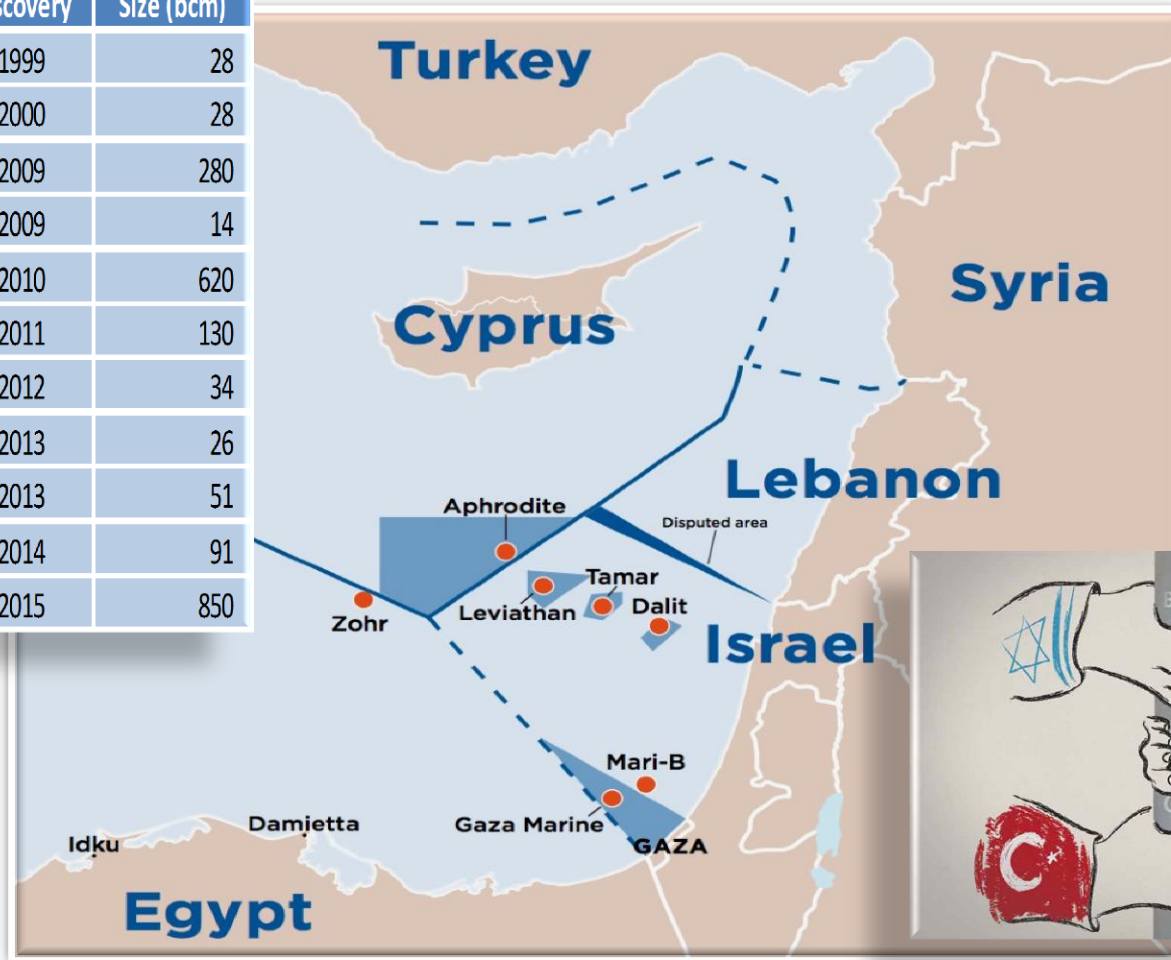 Size (bcm)
1999 28
2000 28
2009 280
2009 14
2010 620
2011 130
2012 34
2013 26
2013 51
2014 91
2015 850
Turkey
Syria
Cyprus
Lebanon
Aphrodite
Disputed area
Tamar
Leviathan
Dalit
Zohr
Israel
Mari-B
Gaza Marine
Damietta
Idku
GAZA
Egypt